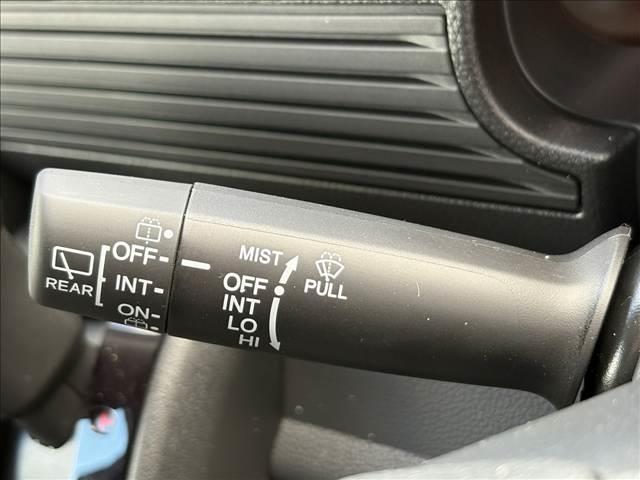 OFF
INT
ON
REAR
MIST
OFF
INT
LO
HI
PULL